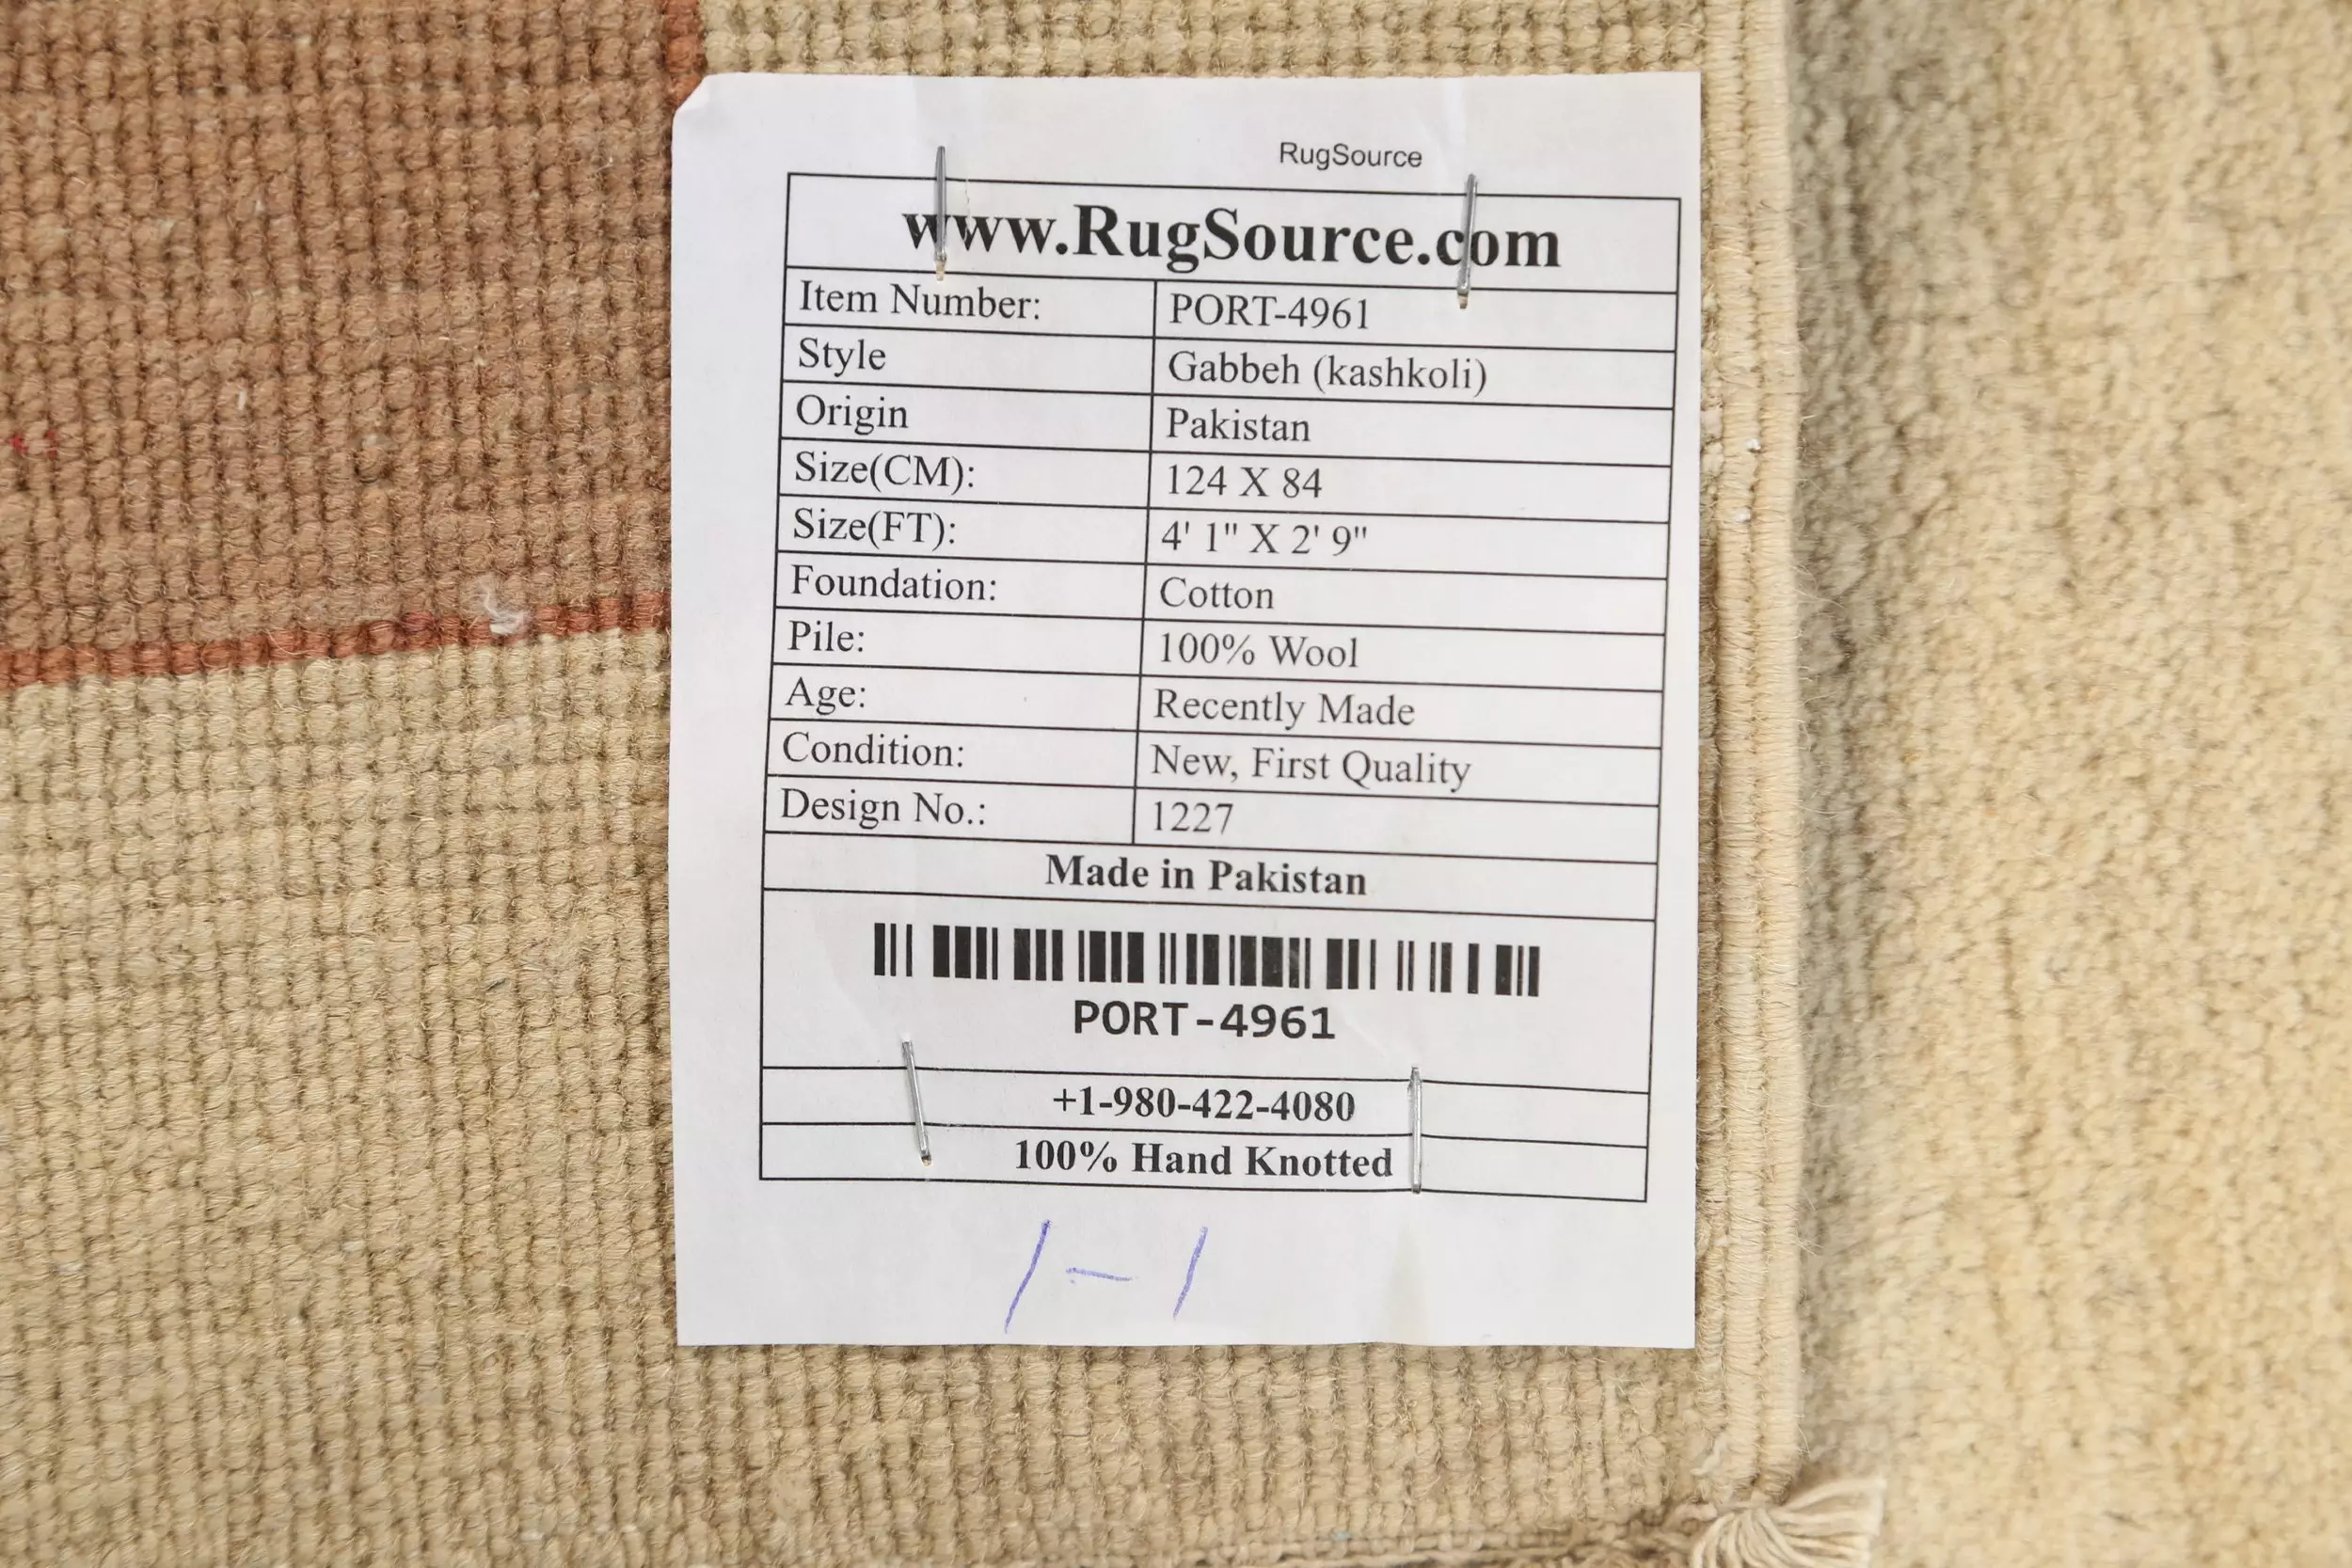 RugSource
www.RugSource.com
Item Number: PORT-4961
Style Gabbeh (kashkoli)
Origin Pakistan
Size(CM): 124 X 84
Size(FT): 4' 1" X 2' 9"
Foundation: Cotton
Pile: 100% Wool
Age: Recently Made
Condition: New, First Quality
Design No.: 1227
Made in Pakistan
PORT-4961
+1-980-422-4080
100% Hand Knotted
1-1